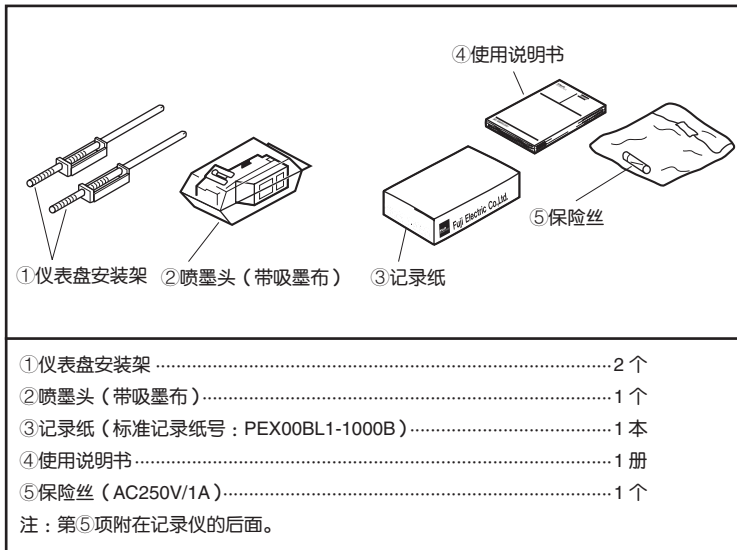 ④使用说明书
Fuji Electric Co.Ltd.
⑤保险丝
①仪表盘安装架 ②喷墨头（带吸墨布） ③记录纸
①仪表盘安装架 ········ 2 个
②喷墨头（带吸墨布）········ 1 个
③记录纸（标准记录纸号：PEX00BL1-1000B）········ 1 本
④使用说明书 ········ 1 册
⑤保险丝（AC250V/1A）········ 1 个
注：第⑤项附在记录仪的后面。